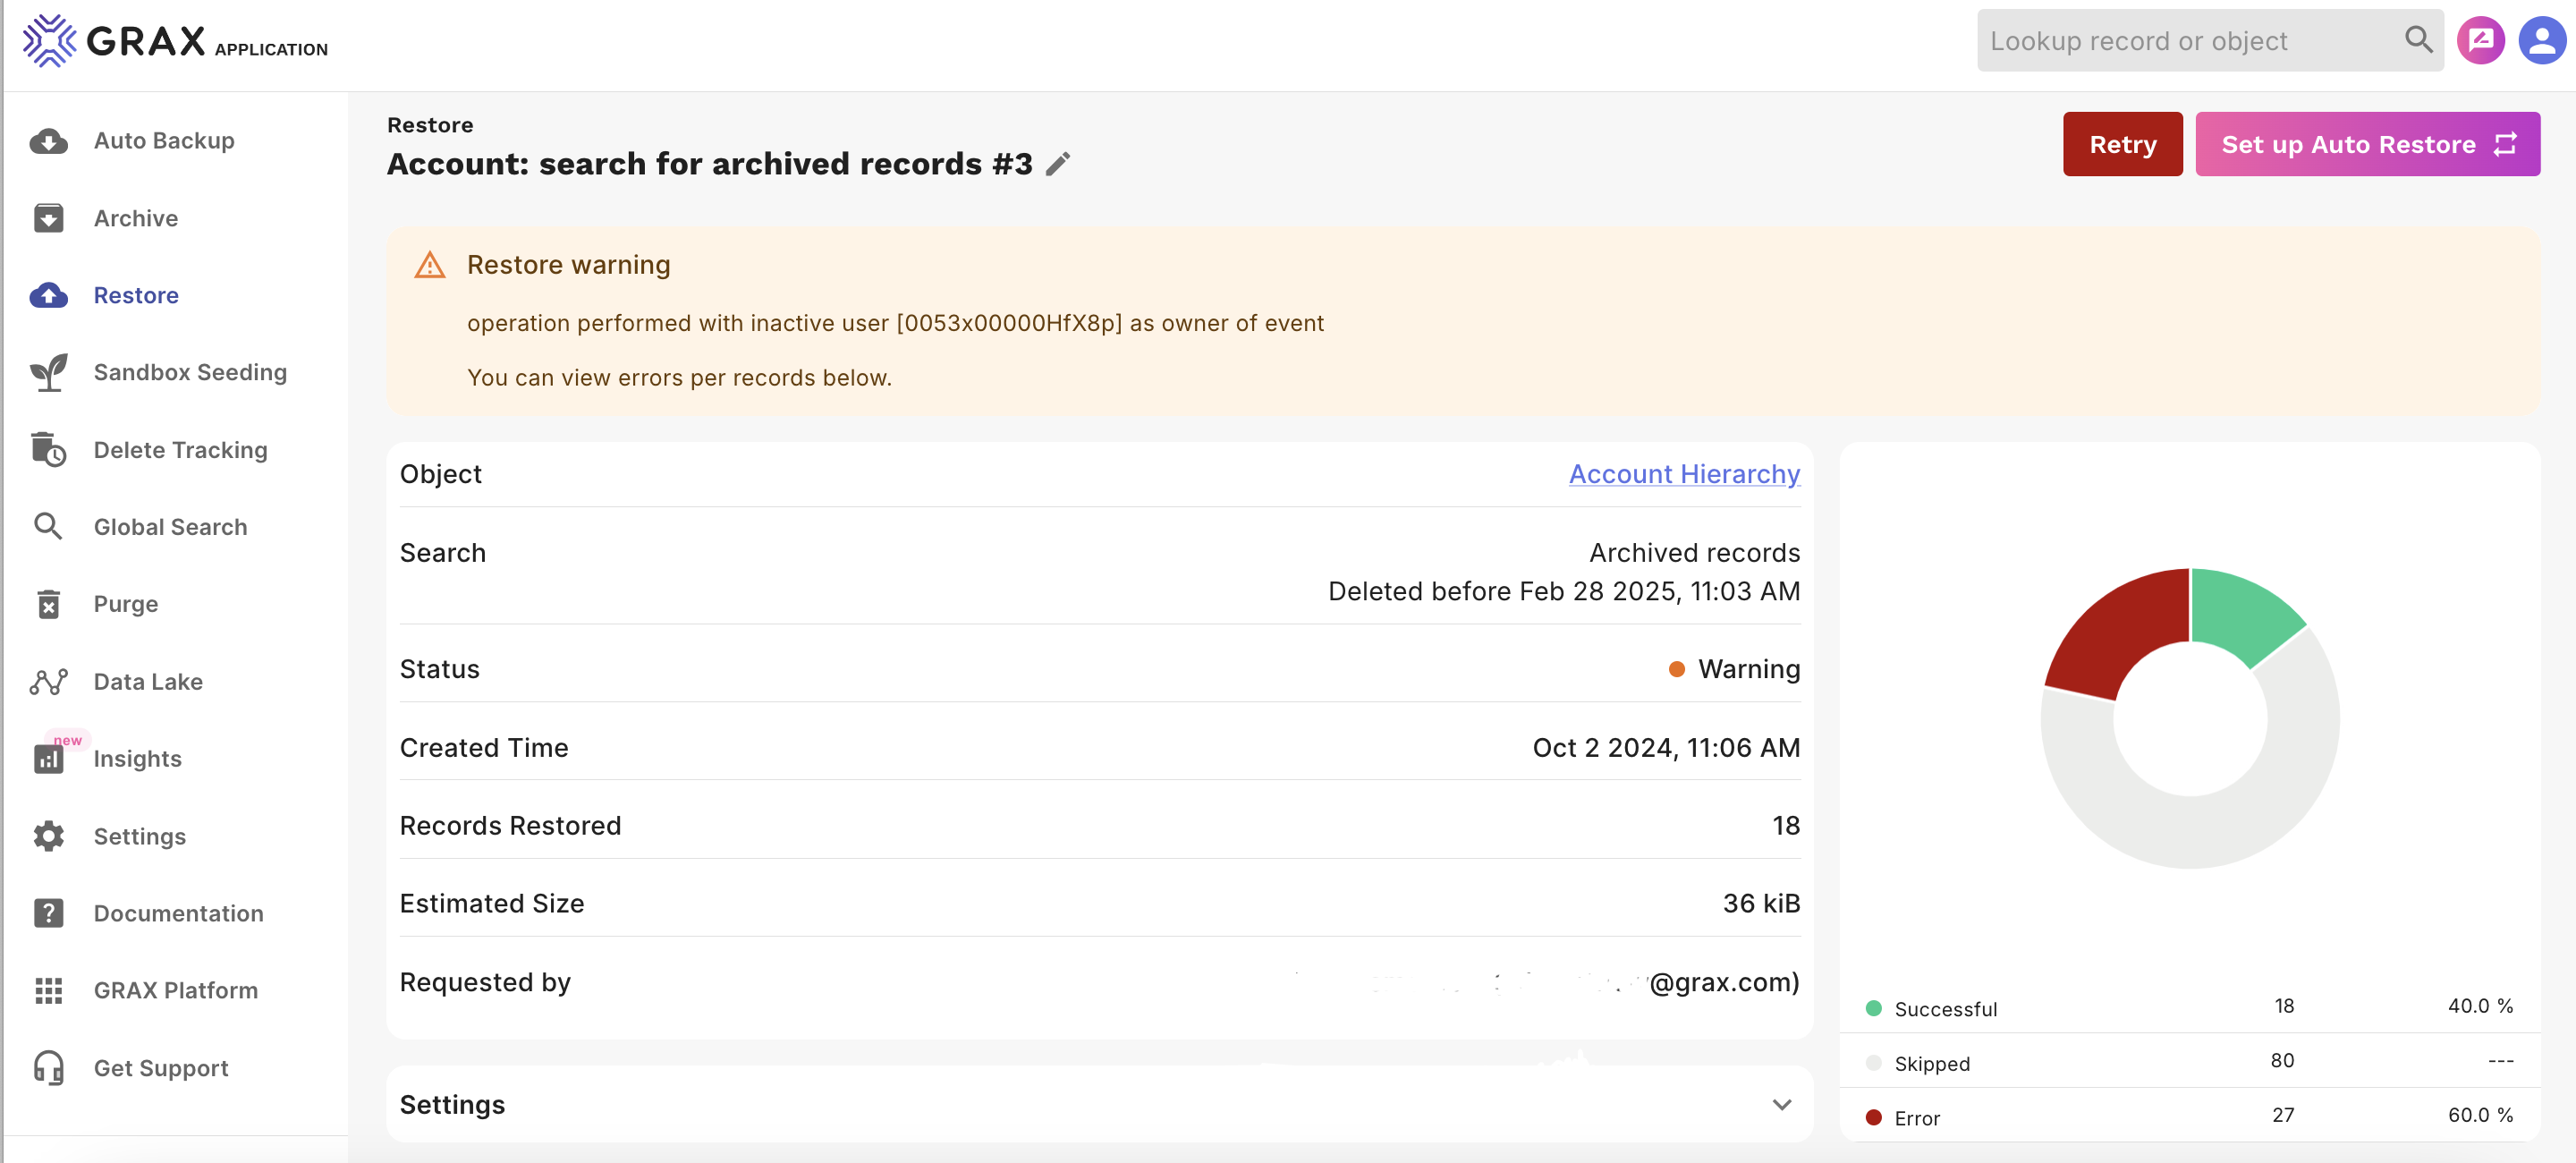 GRAX APPLICATION
Lookup record or object
Auto Backup
Archive
Restore
Sandbox Seeding
Delete Tracking
Global Search
Purge
Data Lake
new
Insights
Settings
Documentation
GRAX Platform
Get Support
Restore
Account: search for archived records #3
Retry
Set up Auto Restore
Restore warning
operation performed with inactive user [0053x00000HfX8p] as owner of event
You can view errors per records below.
Object Account Hierarchy
Search Archived records
Deleted before Feb 28 2025, 11:03 AM
Status Warning
Created Time Oct 2 2024, 11:06 AM
Records Restored 18
Estimated Size 36 kiB
Requested by @grax.com)
Settings
Successful 18 40.0 %
Skipped 80 ---
Error 27 60.0 %